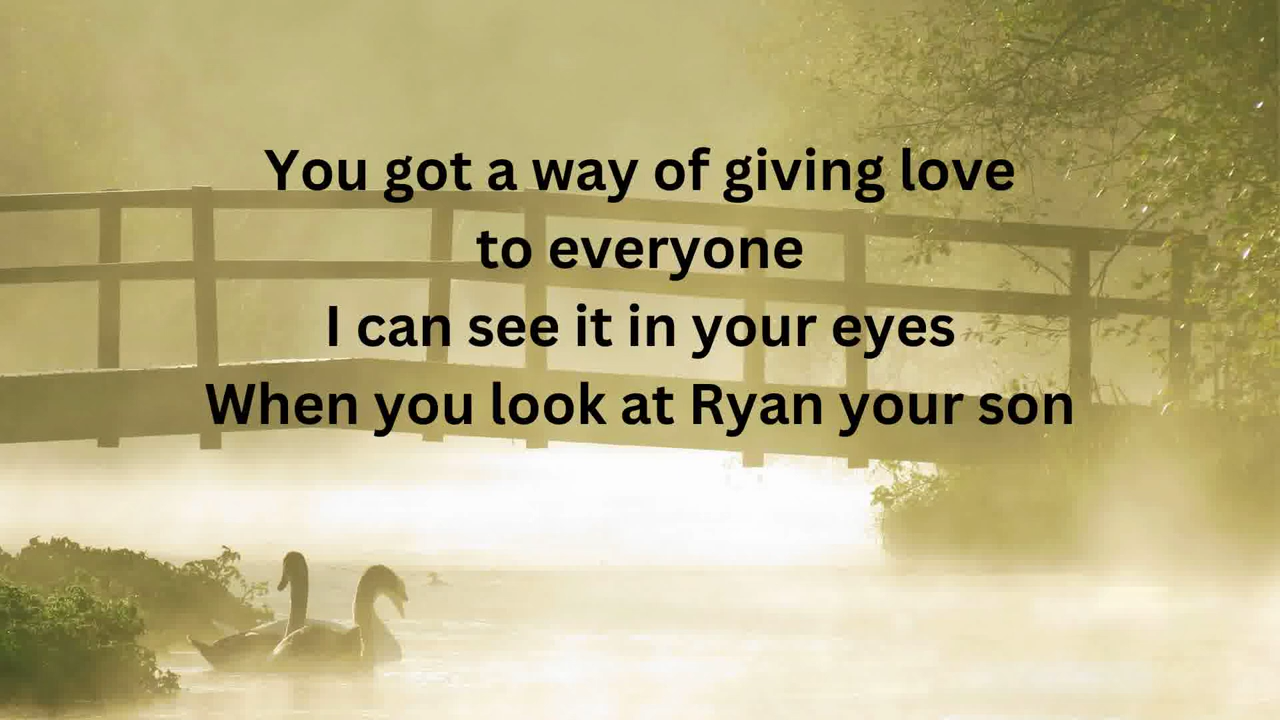 You got a way of giving love
to everyone
I can see it in your eyes
When you look at Ryan your son